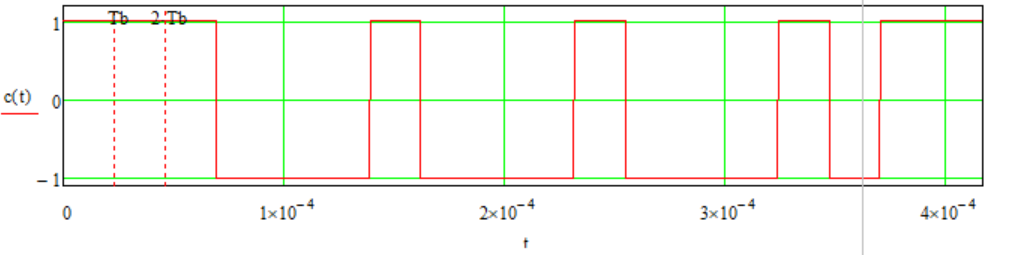 Tb 2·Tb
1
c(t) 0
−1
0 1×10⁻⁴ 2×10⁻⁴ 3×10⁻⁴ 4×10⁻⁴
t